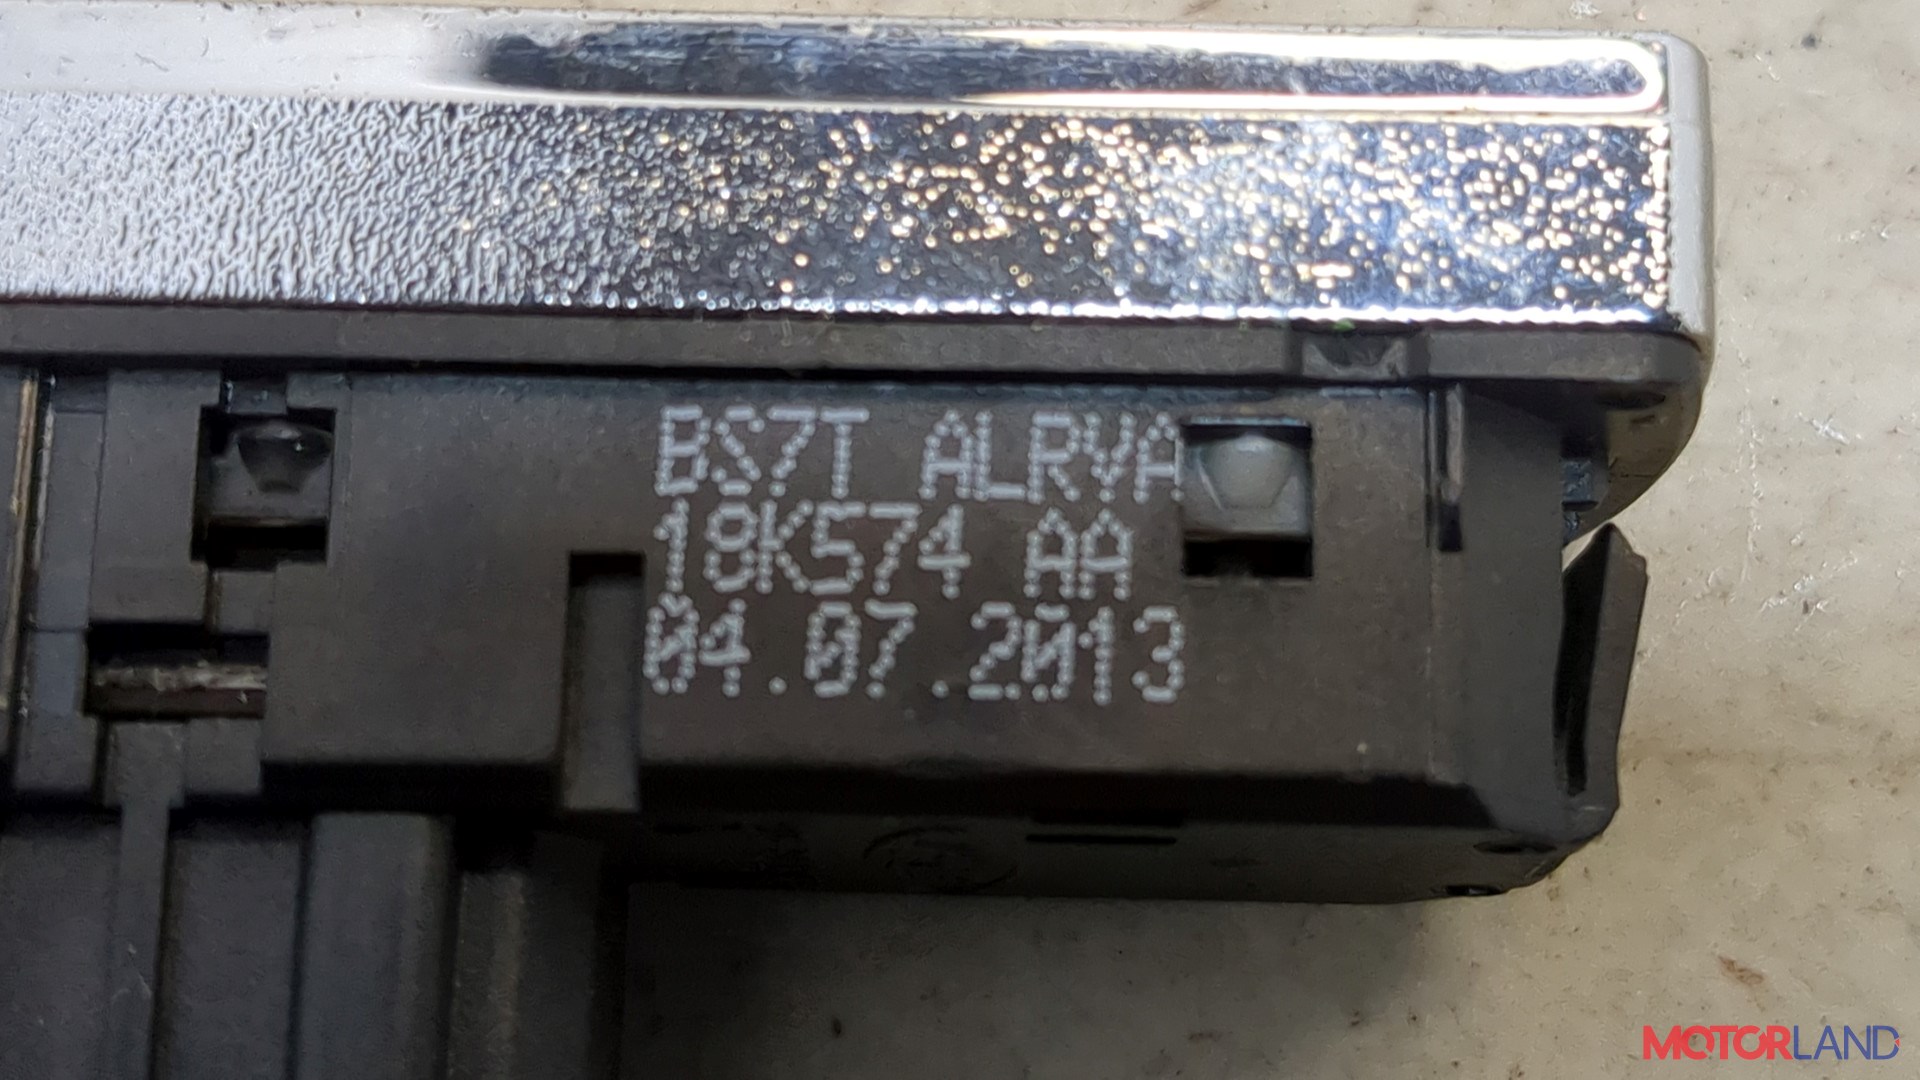 BS7T ALRVA
18K574 AA
04.07.2013
MOTORLAND